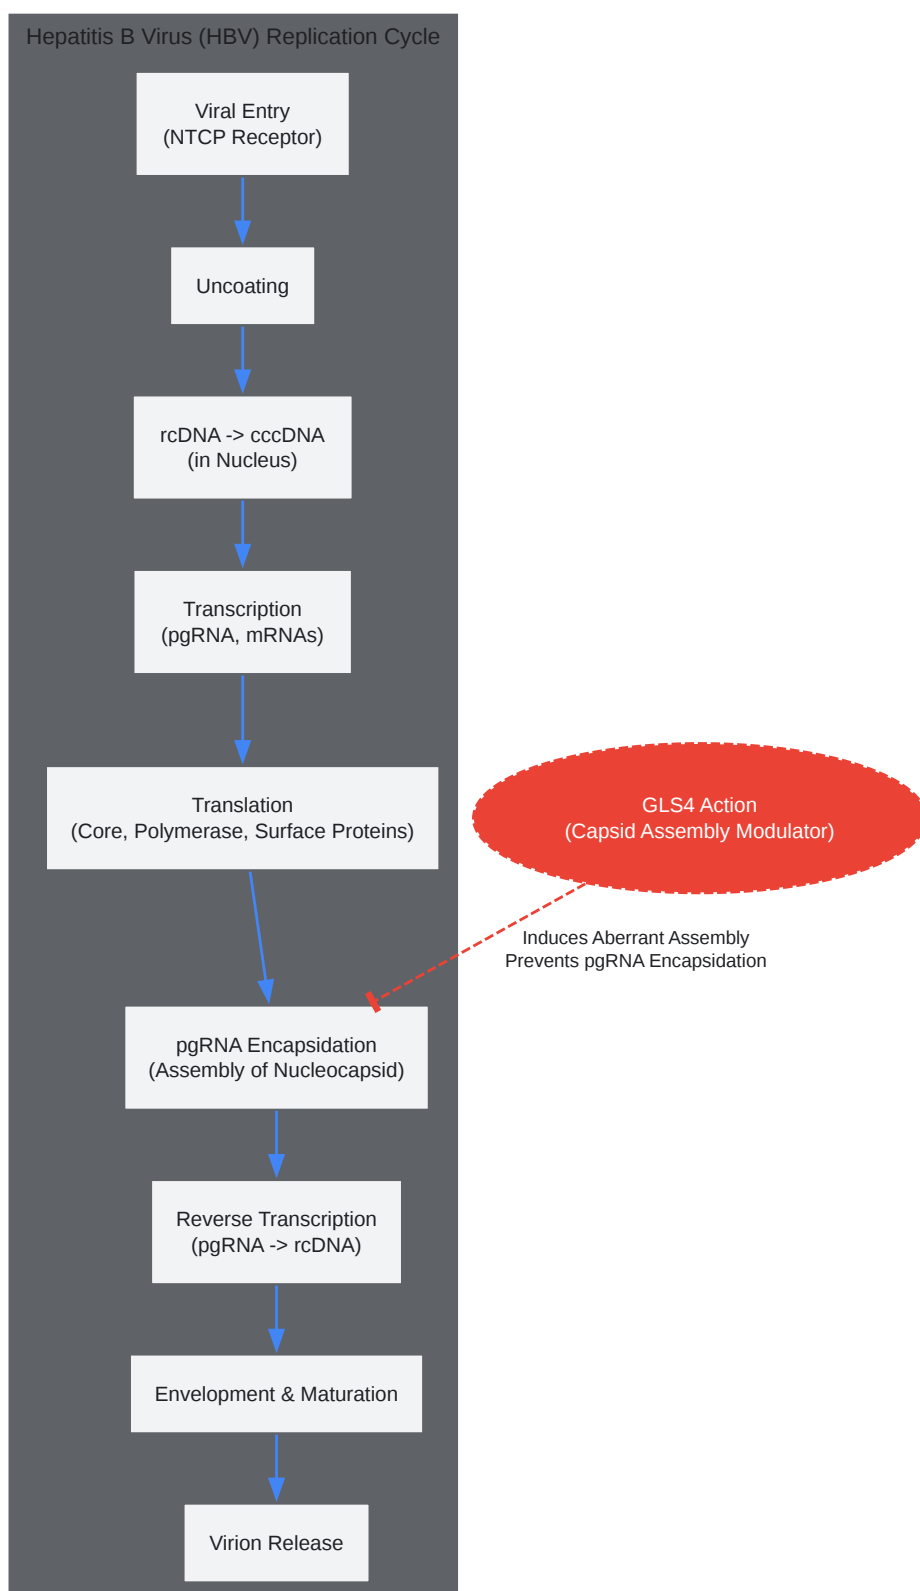 Hepatitis B Virus (HBV) Replication Cycle
Viral Entry
(NTCP Receptor)
Uncoating
rcDNA -> cccDNA
(in Nucleus)
Transcription
(pgRNA, mRNAs)
Translation
(Core, Polymerase, Surface Proteins)
GLS4 Action
(Capsid Assembly Modulator)
Induces Aberrant Assembly
Prevents pgRNA Encapsidation
pgRNA Encapsidation
(Assembly of Nucleocapsid)
Reverse Transcription
(pgRNA -> rcDNA)
Envelopment & Maturation
Virion Release